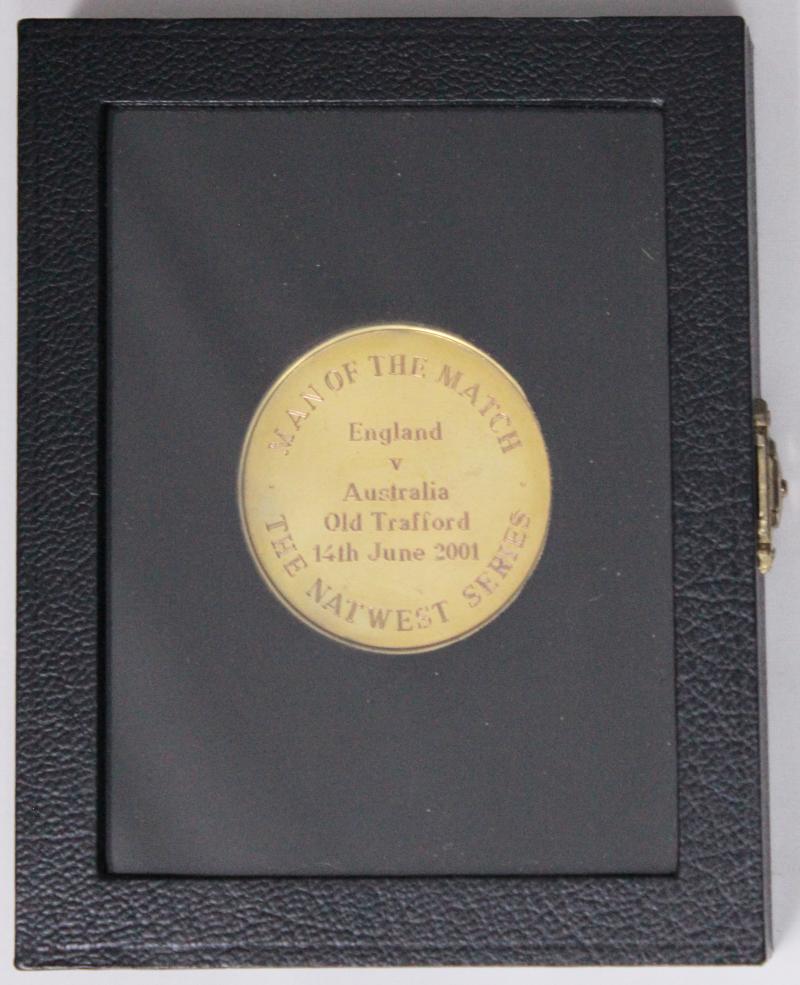 MAN OF THE MATCH
England
v
Australia
Old Trafford
14th June 2001
THE NATWEST SERIES